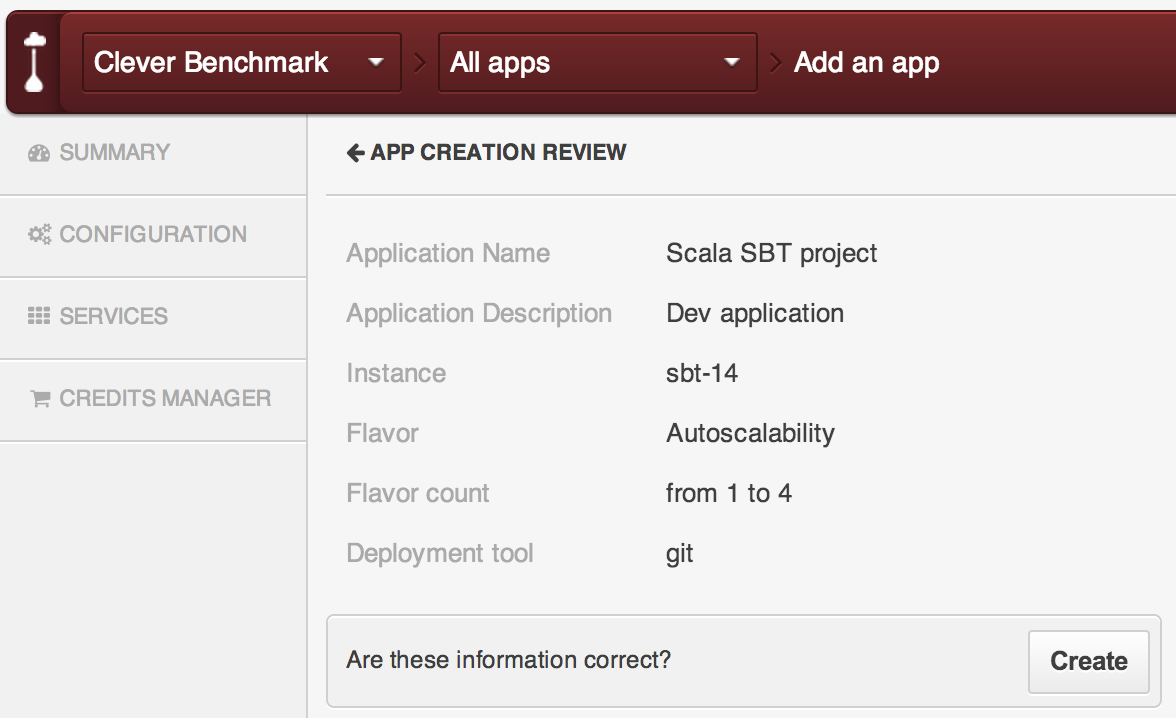 Clever Benchmark All apps Add an app
SUMMARY
APP CREATION REVIEW
CONFIGURATION
SERVICES
CREDITS MANAGER
Application Name Scala SBT project
Application Description Dev application
Instance sbt-14
Flavor Autoscalability
Flavor count from 1 to 4
Deployment tool git
Are these information correct? Create